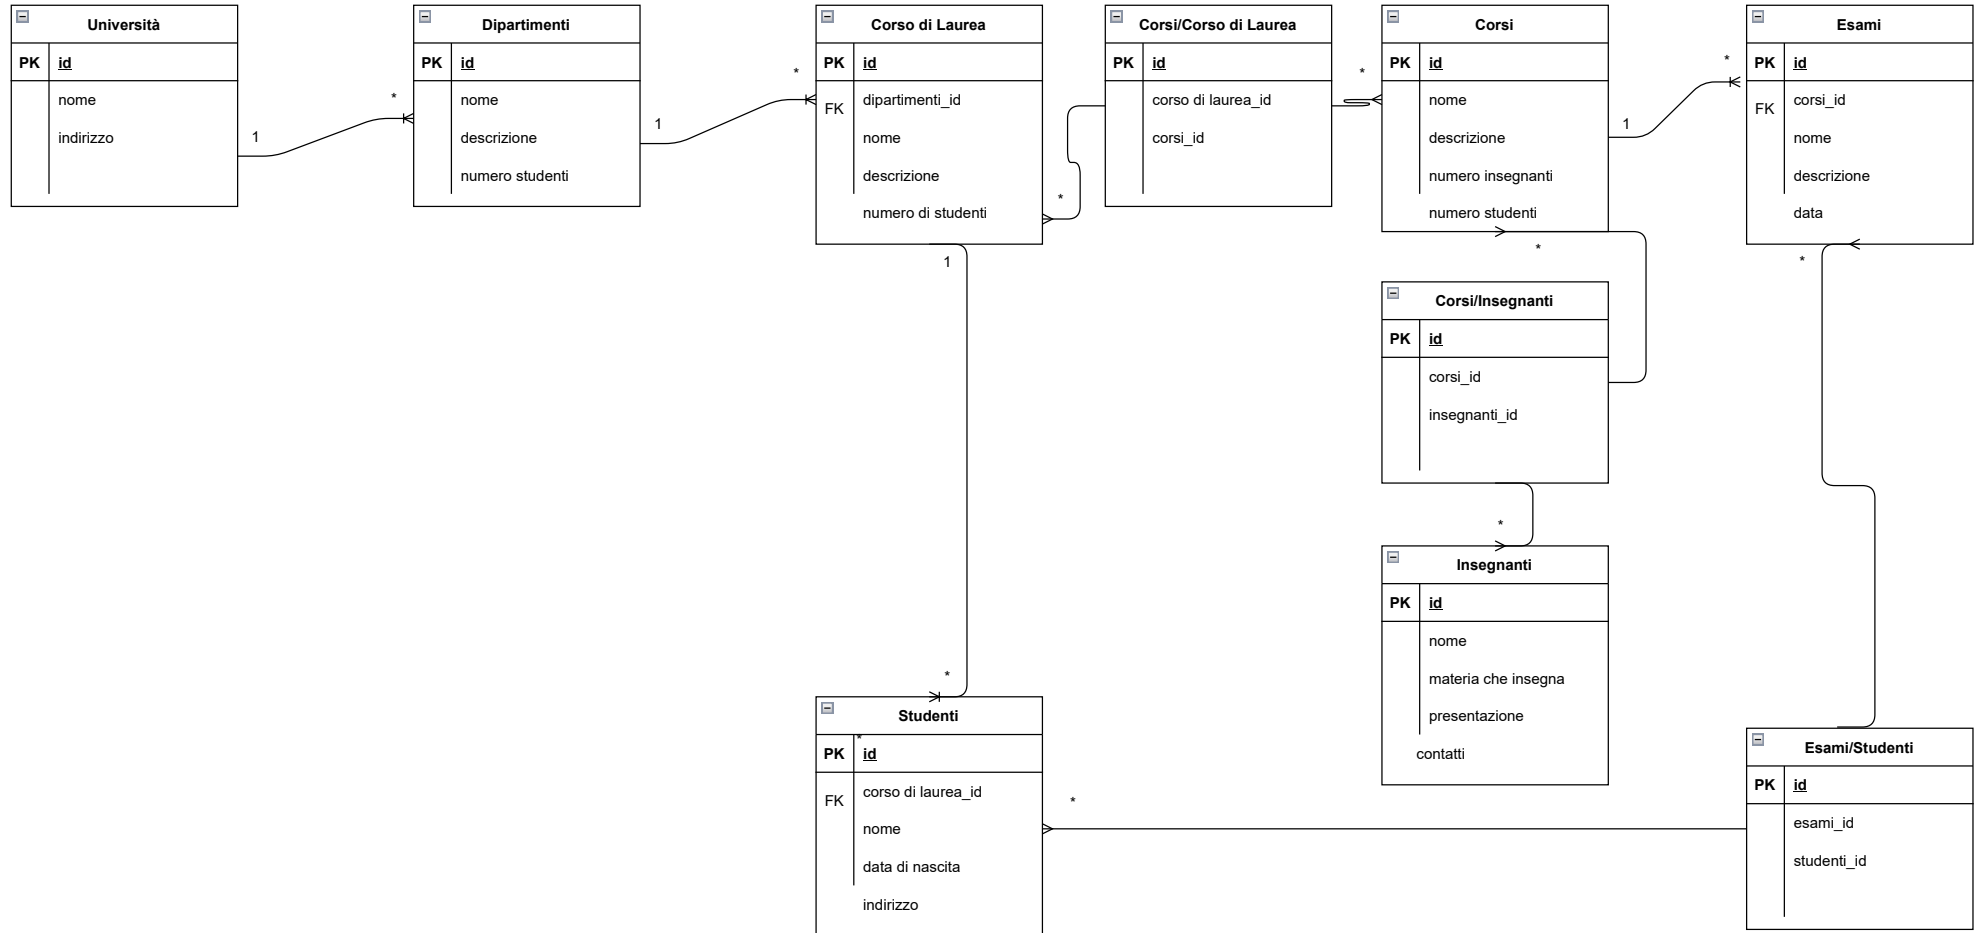 Università
PK id
nome
indirizzo
1
*
Dipartimenti
PK id
nome
descrizione
numero studenti
1
*
Corso di Laurea
PK id
FK dipartimenti_id
nome
descrizione
numero di studenti
1
*
Corsi/Corso di Laurea
PK id
corso di laurea_id
corsi_id
*
Corsi
PK id
nome
descrizione
numero insegnanti
numero studenti
*
1
*
Esami
PK id
FK corsi_id
nome
descrizione
data
*
Corsi/Insegnanti
PK id
corsi_id
insegnanti_id
*
Insegnanti
PK id
nome
materia che insegna
presentazione
contatti
*
Studenti
*
PK id
FK corso di laurea_id
nome
data di nascita
indirizzo
*
Esami/Studenti
PK id
esami_id
studenti_id